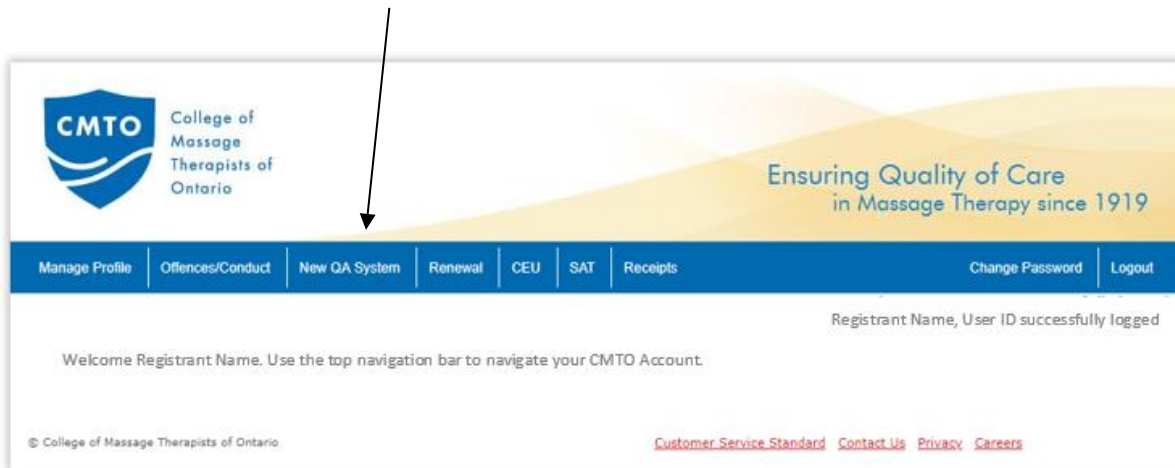 CMTO
College of
Massage
Therapists of
Ontario
Ensuring Quality of Care
in Massage Therapy since 1919
Manage Profile Offences/Conduct New QA System Renewal CEU SAT Receipts Change Password Logout
Registrant Name, User ID successfully logged
Welcome Registrant Name. Use the top navigation bar to navigate your CMTO Account.
© College of Massage Therapists of Ontario Customer Service Standard Contact Us Privacy Careers